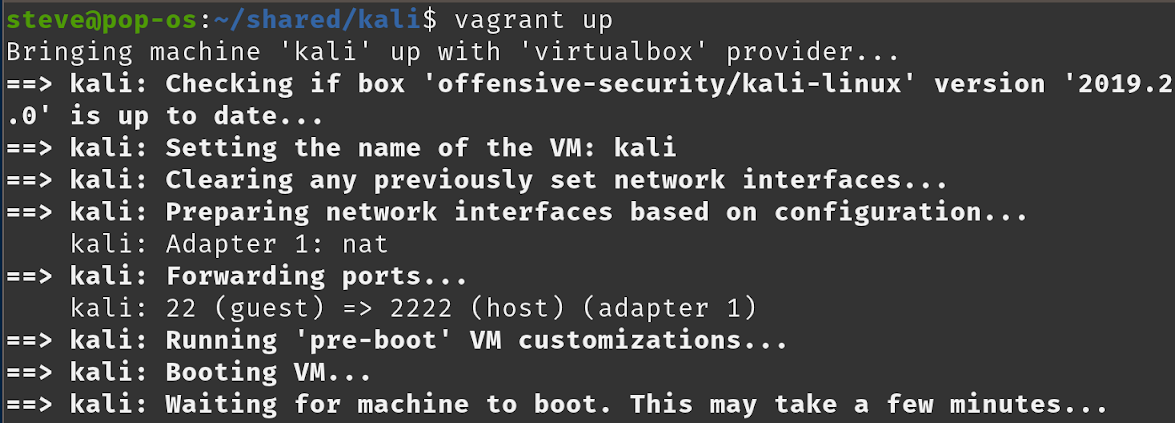 steve@pop-os:~/shared/kali$ vagrant up
Bringing machine 'kali' up with 'virtualbox' provider...
==> kali: Checking if box 'offensive-security/kali-linux' version '2019.2
.0' is up to date...
==> kali: Setting the name of the VM: kali
==> kali: Clearing any previously set network interfaces...
==> kali: Preparing network interfaces based on configuration...
    kali: Adapter 1: nat
==> kali: Forwarding ports...
    kali: 22 (guest) => 2222 (host) (adapter 1)
==> kali: Running 'pre-boot' VM customizations...
==> kali: Booting VM...
==> kali: Waiting for machine to boot. This may take a few minutes...